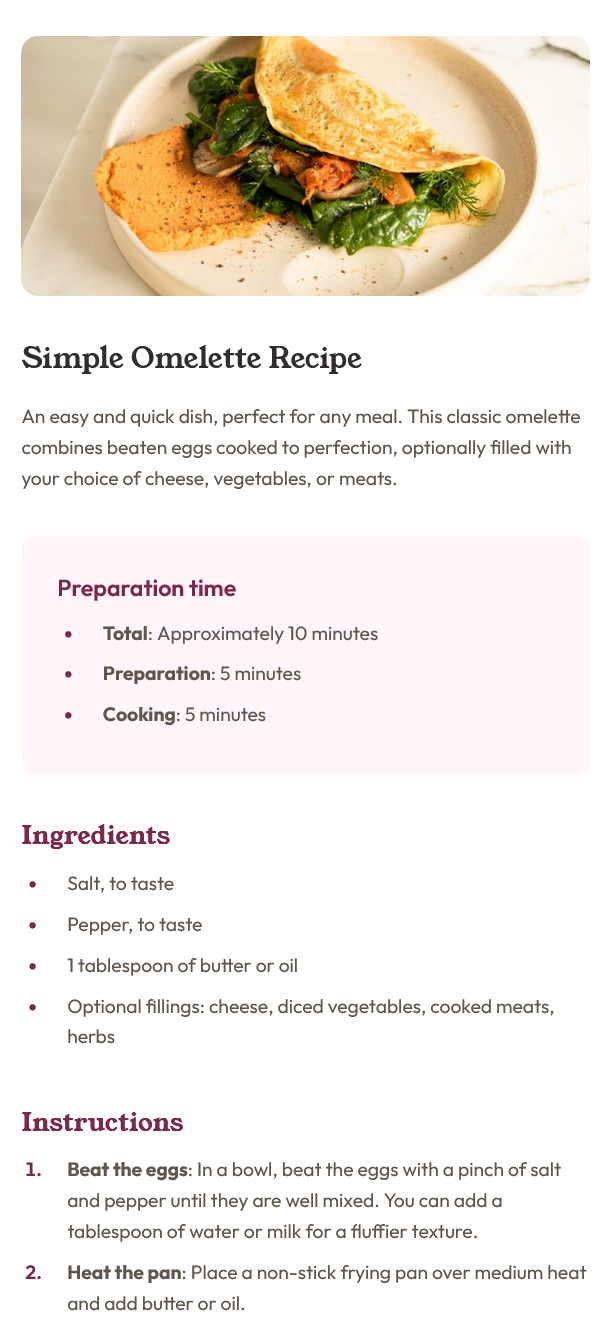 Simple Omelette Recipe
An easy and quick dish, perfect for any meal. This classic omelette
combines beaten eggs cooked to perfection, optionally filled with
your choice of cheese, vegetables, or meats.
Preparation time
• Total: Approximately 10 minutes
• Preparation: 5 minutes
• Cooking: 5 minutes
Ingredients
• Salt, to taste
• Pepper, to taste
• 1 tablespoon of butter or oil
• Optional fillings: cheese, diced vegetables, cooked meats,
herbs
Instructions
1. Beat the eggs: In a bowl, beat the eggs with a pinch of salt
and pepper until they are well mixed. You can add a
tablespoon of water or milk for a fluffier texture.
2. Heat the pan: Place a non-stick frying pan over medium heat
and add butter or oil.